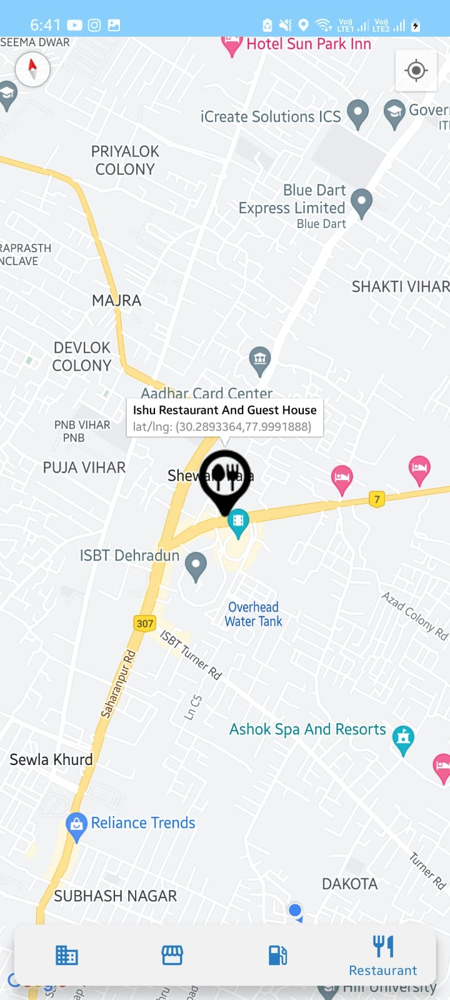 6:41
Vo)) LTE1
Vo)) LTE2
SEEMA DWAR
Hotel Sun Park Inn
iCreate Solutions ICS
Gover
ITI
PRIYALOK
COLONY
Blue Dart
Express Limited
Blue Dart
RAPRASTH
NCLAVE
SHAKTI VIHAR
MAJRA
DEVLOK
COLONY
Aadhar Card Center
Ishu Restaurant And Guest House
lat/lng: (30.2893364,77.9991888)
PNB VIHAR
PNB
PUJA VIHAR
7
ISBT Dehradun
Overhead
Water Tank
Azad Colony Rd
307
ISBT Turner Rd
Saharanpur Rd
Ln C5
Ashok Spa And Resorts
Sewla Khurd
Reliance Trends
Turner Rd
DAKOTA
SUBHASH NAGAR
Restaurant
Hill University